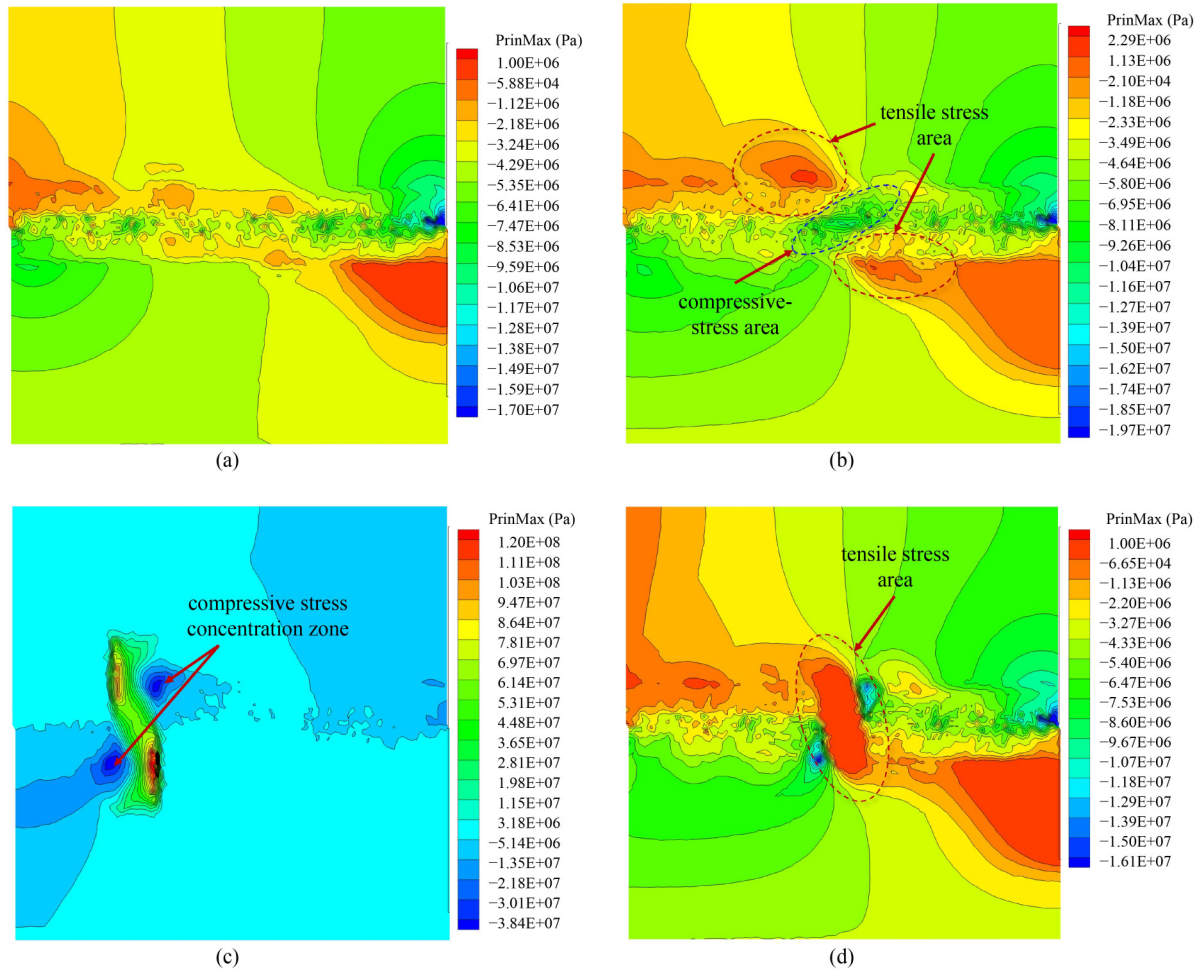 PrinMax (Pa)
1.00E+06
−5.88E+04
−1.12E+06
−2.18E+06
−3.24E+06
−4.29E+06
−5.35E+06
−6.41E+06
−7.47E+06
−8.53E+06
−9.59E+06
−1.06E+07
−1.17E+07
−1.28E+07
−1.38E+07
−1.49E+07
−1.59E+07
−1.70E+07
(a)
PrinMax (Pa)
2.29E+06
1.13E+06
−2.10E+04
−1.18E+06
−2.33E+06
−3.49E+06
−4.64E+06
−5.80E+06
−6.95E+06
−8.11E+06
−9.26E+06
−1.04E+07
−1.16E+07
−1.27E+07
−1.39E+07
−1.50E+07
−1.62E+07
−1.74E+07
−1.85E+07
−1.97E+07
tensile stress
area
compressive-
stress area
(b)
PrinMax (Pa)
1.20E+08
1.11E+08
1.03E+08
9.47E+07
8.64E+07
7.81E+07
6.97E+07
6.14E+07
5.31E+07
4.48E+07
3.65E+07
2.81E+07
1.98E+07
1.15E+07
3.18E+06
−5.14E+06
−1.35E+07
−2.18E+07
−3.01E+07
−3.84E+07
compressive stress
concentration zone
(c)
PrinMax (Pa)
1.00E+06
−6.65E+04
−1.13E+06
−2.20E+06
−3.27E+06
−4.33E+06
−5.40E+06
−6.47E+06
−7.53E+06
−8.60E+06
−9.67E+06
−1.07E+07
−1.18E+07
−1.29E+07
−1.39E+07
−1.50E+07
−1.61E+07
tensile stress
area
(d)